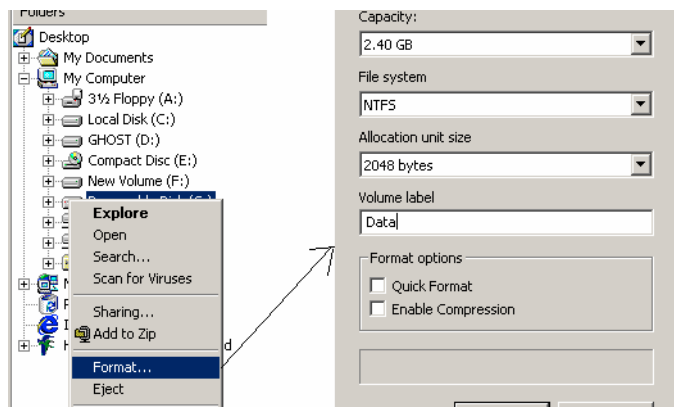 Folders
Desktop
My Documents
My Computer
3½ Floppy (A:)
Local Disk (C:)
GHOST (D:)
Compact Disc (E:)
New Volume (F:)
Explore
Open
Search...
Scan for Viruses
Sharing...
Add to Zip
Format...
Eject
d
Capacity:
2.40 GB
File system
NTFS
Allocation unit size
2048 bytes
Volume label
Data
Format options
Quick Format
Enable Compression